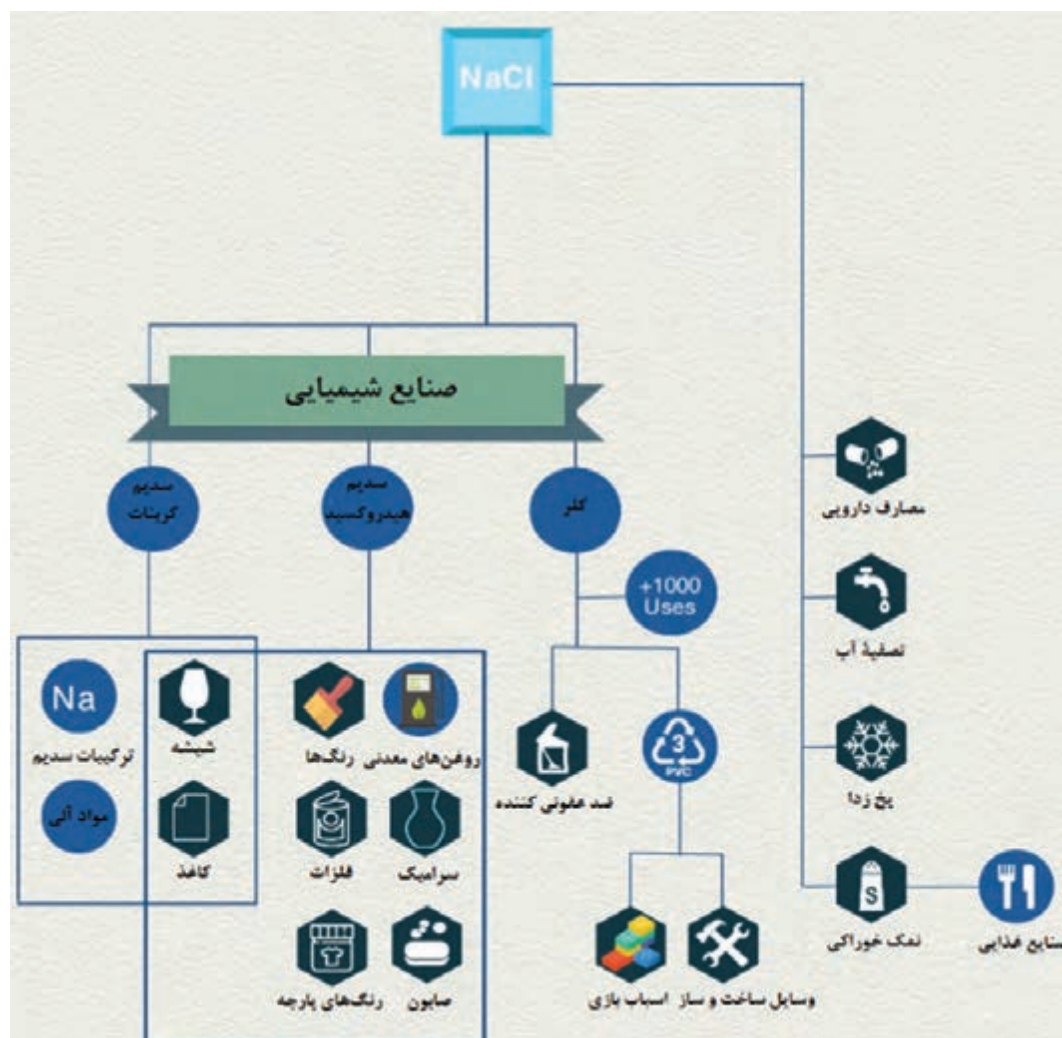 NaCl
صنایع شیمیایی
کلر
سدیم
هیدروکسید
سدیم
کربنات
+1000
Uses
مصارف دارویی
تصفیهٔ آب
یخ زدا
نمک خوراکی
صنایع غذایی
S
ضد عفونی کننده
3
PVC
وسایل ساخت و ساز
اسباب بازی
روغن‌های معدنی
رنگ‌ها
سرامیک
فلزات
صابون
رنگ‌های پارچه
شیشه
کاغذ
Na
ترکیبات سدیم
مواد آلی